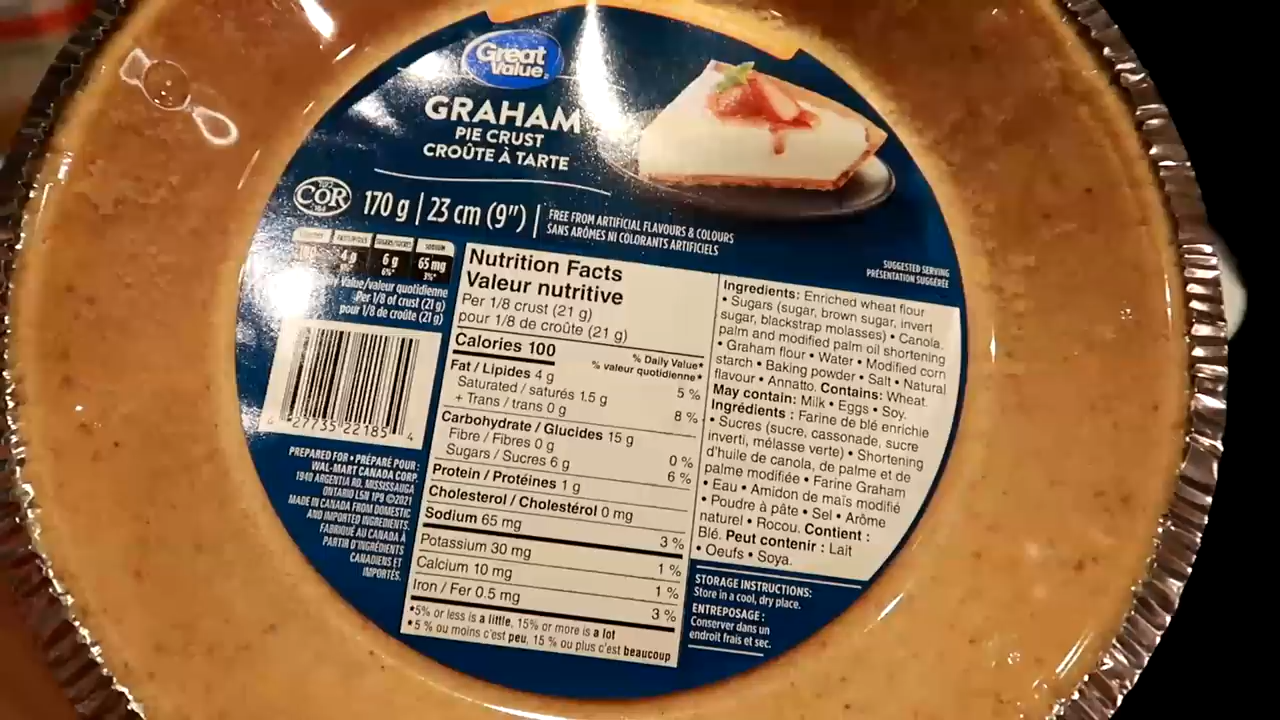 Great
Value
GRAHAM
PIE CRUST
CROÛTE À TARTE
COR
170 g | 23 cm (9")
FREE FROM ARTIFICIAL FLAVOURS & COLOURS
SANS ARÔMES NI COLORANTS ARTIFICIELS
SUGGESTED SERVING
PRÉSENTATION SUGGÉRÉE
4 g 6 g 65 mg
6%* 3%*
Value/valeur quotidienne
Per 1/8 of crust (21 g)
pour 1/8 de croûte (21 g)
27735 22185 4
PREPARED FOR • PRÉPARÉ POUR :
WAL-MART CANADA CORP.
1940 ARGENTIA RD. MISSISSAUGA
ONTARIO L5N 1P9 ©2021
MADE IN CANADA FROM DOMESTIC
AND IMPORTED INGREDIENTS.
FABRIQUÉ AU CANADA À
PARTIR D'INGRÉDIENTS
CANADIENS ET
IMPORTÉS.
Nutrition Facts
Valeur nutritive
Per 1/8 crust (21 g)
pour 1/8 de croûte (21 g)
Calories 100
% Daily Value*
% valeur quotidienne*
Fat / Lipides 4 g 5 %
Saturated / saturés 1.5 g
+ Trans / trans 0 g 8 %
Carbohydrate / Glucides 15 g
Fibre / Fibres 0 g 0 %
Sugars / Sucres 6 g 6 %
Protein / Protéines 1 g
Cholesterol / Cholestérol 0 mg
Sodium 65 mg 3 %
Potassium 30 mg 1 %
Calcium 10 mg 1 %
Iron / Fer 0.5 mg 3 %
*5% or less is a little, 15% or more is a lot
*5 % ou moins c'est peu, 15 % ou plus c'est beaucoup
Ingredients: Enriched wheat flour
• Sugars (sugar, brown sugar, invert
sugar, blackstrap molasses) • Canola,
palm and modified palm oil shortening
• Graham flour • Water • Modified corn
starch • Baking powder • Salt • Natural
flavour • Annatto. Contains: Wheat.
May contain: Milk • Eggs • Soy.
Ingrédients : Farine de blé enrichie
• Sucres (sucre, cassonade, sucre
inverti, mélasse verte) • Shortening
d'huile de canola, de palme et de
palme modifiée • Farine Graham
• Eau • Amidon de maïs modifié
• Poudre à pâte • Sel • Arôme
naturel • Rocou. Contient :
Blé. Peut contenir : Lait
• Oeufs • Soya.
STORAGE INSTRUCTIONS:
Store in a cool, dry place.
ENTREPOSAGE :
Conserver dans un
endroit frais et sec.